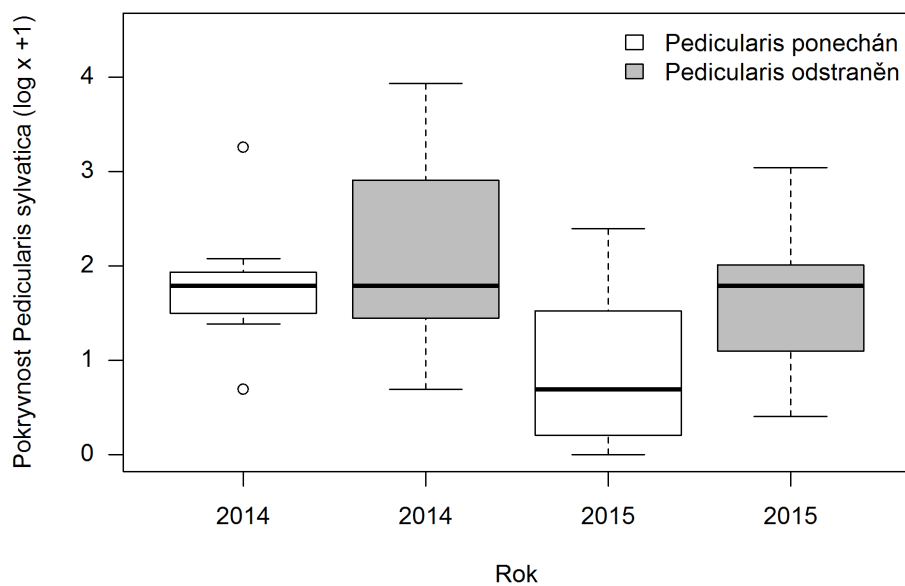 Pedicularis ponechán
Pedicularis odstraněn
Pokryvnost Pedicularis sylvatica (log x +1)
4
3
2
1
0
2014 2014 2015 2015
Rok